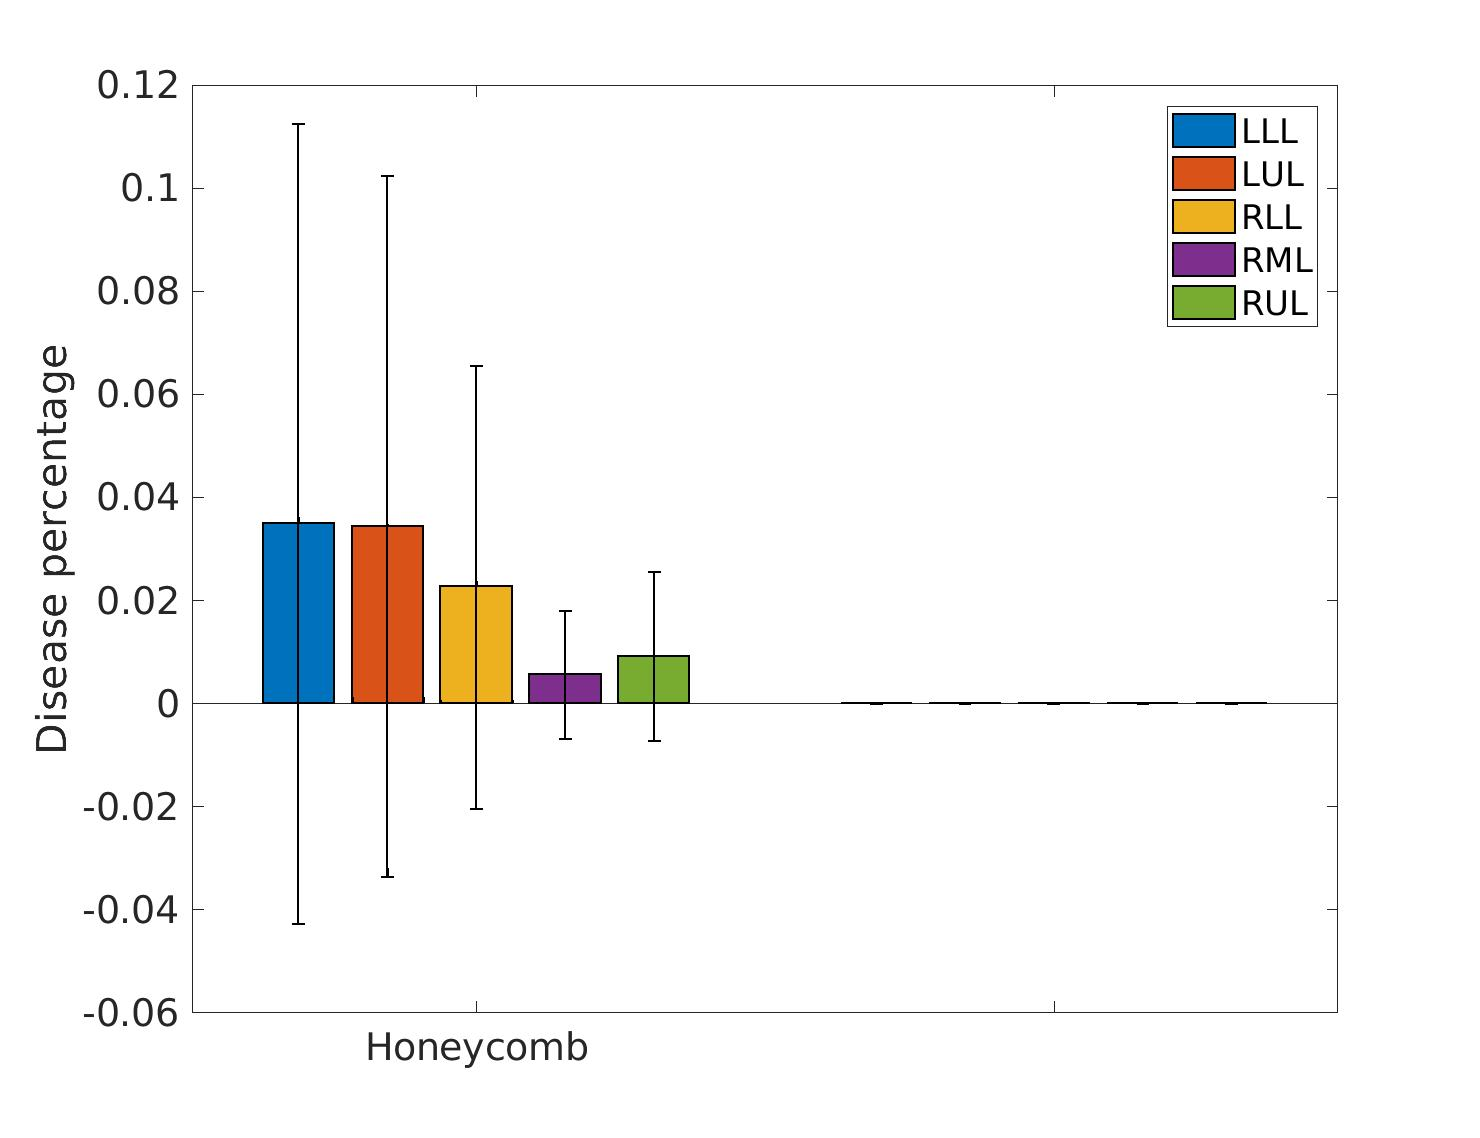 0.12
0.1
0.08
0.06
0.04
0.02
0
-0.02
-0.04
-0.06
Disease percentage
Honeycomb
LLL
LUL
RLL
RML
RUL